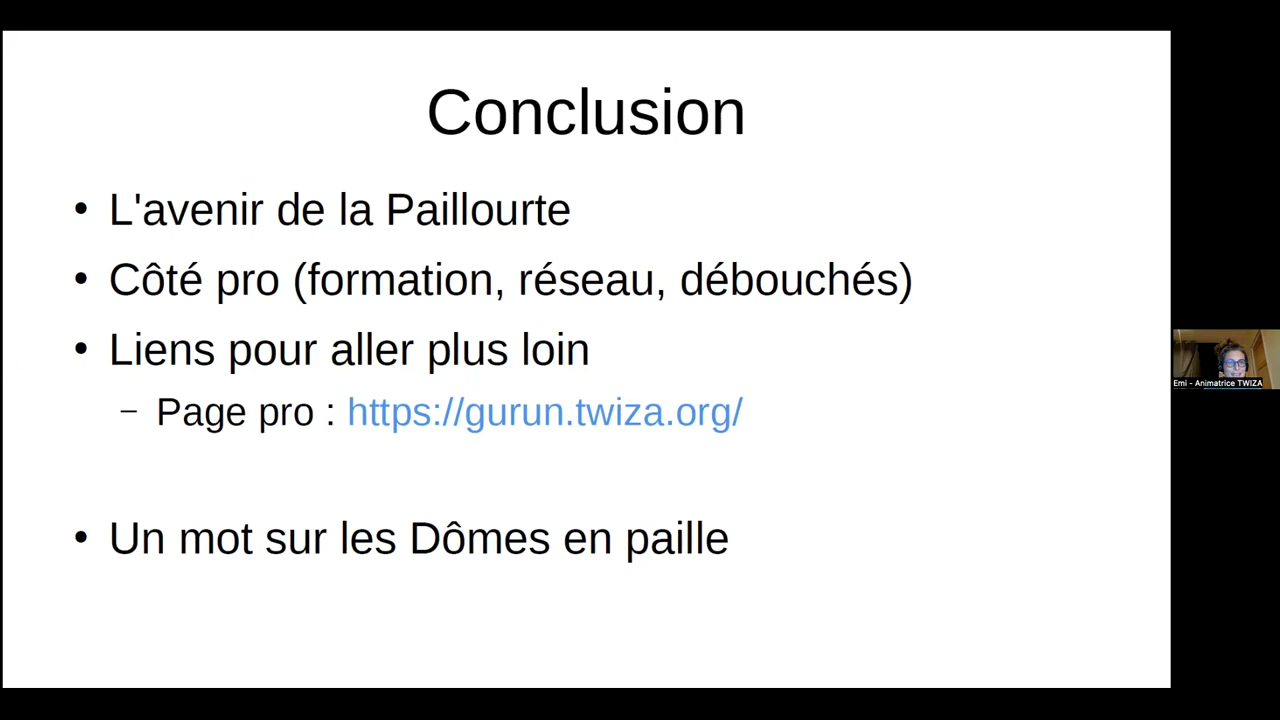 Conclusion
• L'avenir de la Paillourte
• Côté pro (formation, réseau, débouchés)
• Liens pour aller plus loin
– Page pro : https://gurun.twiza.org/
• Un mot sur les Dômes en paille
Emi - Animatrice TWIZA